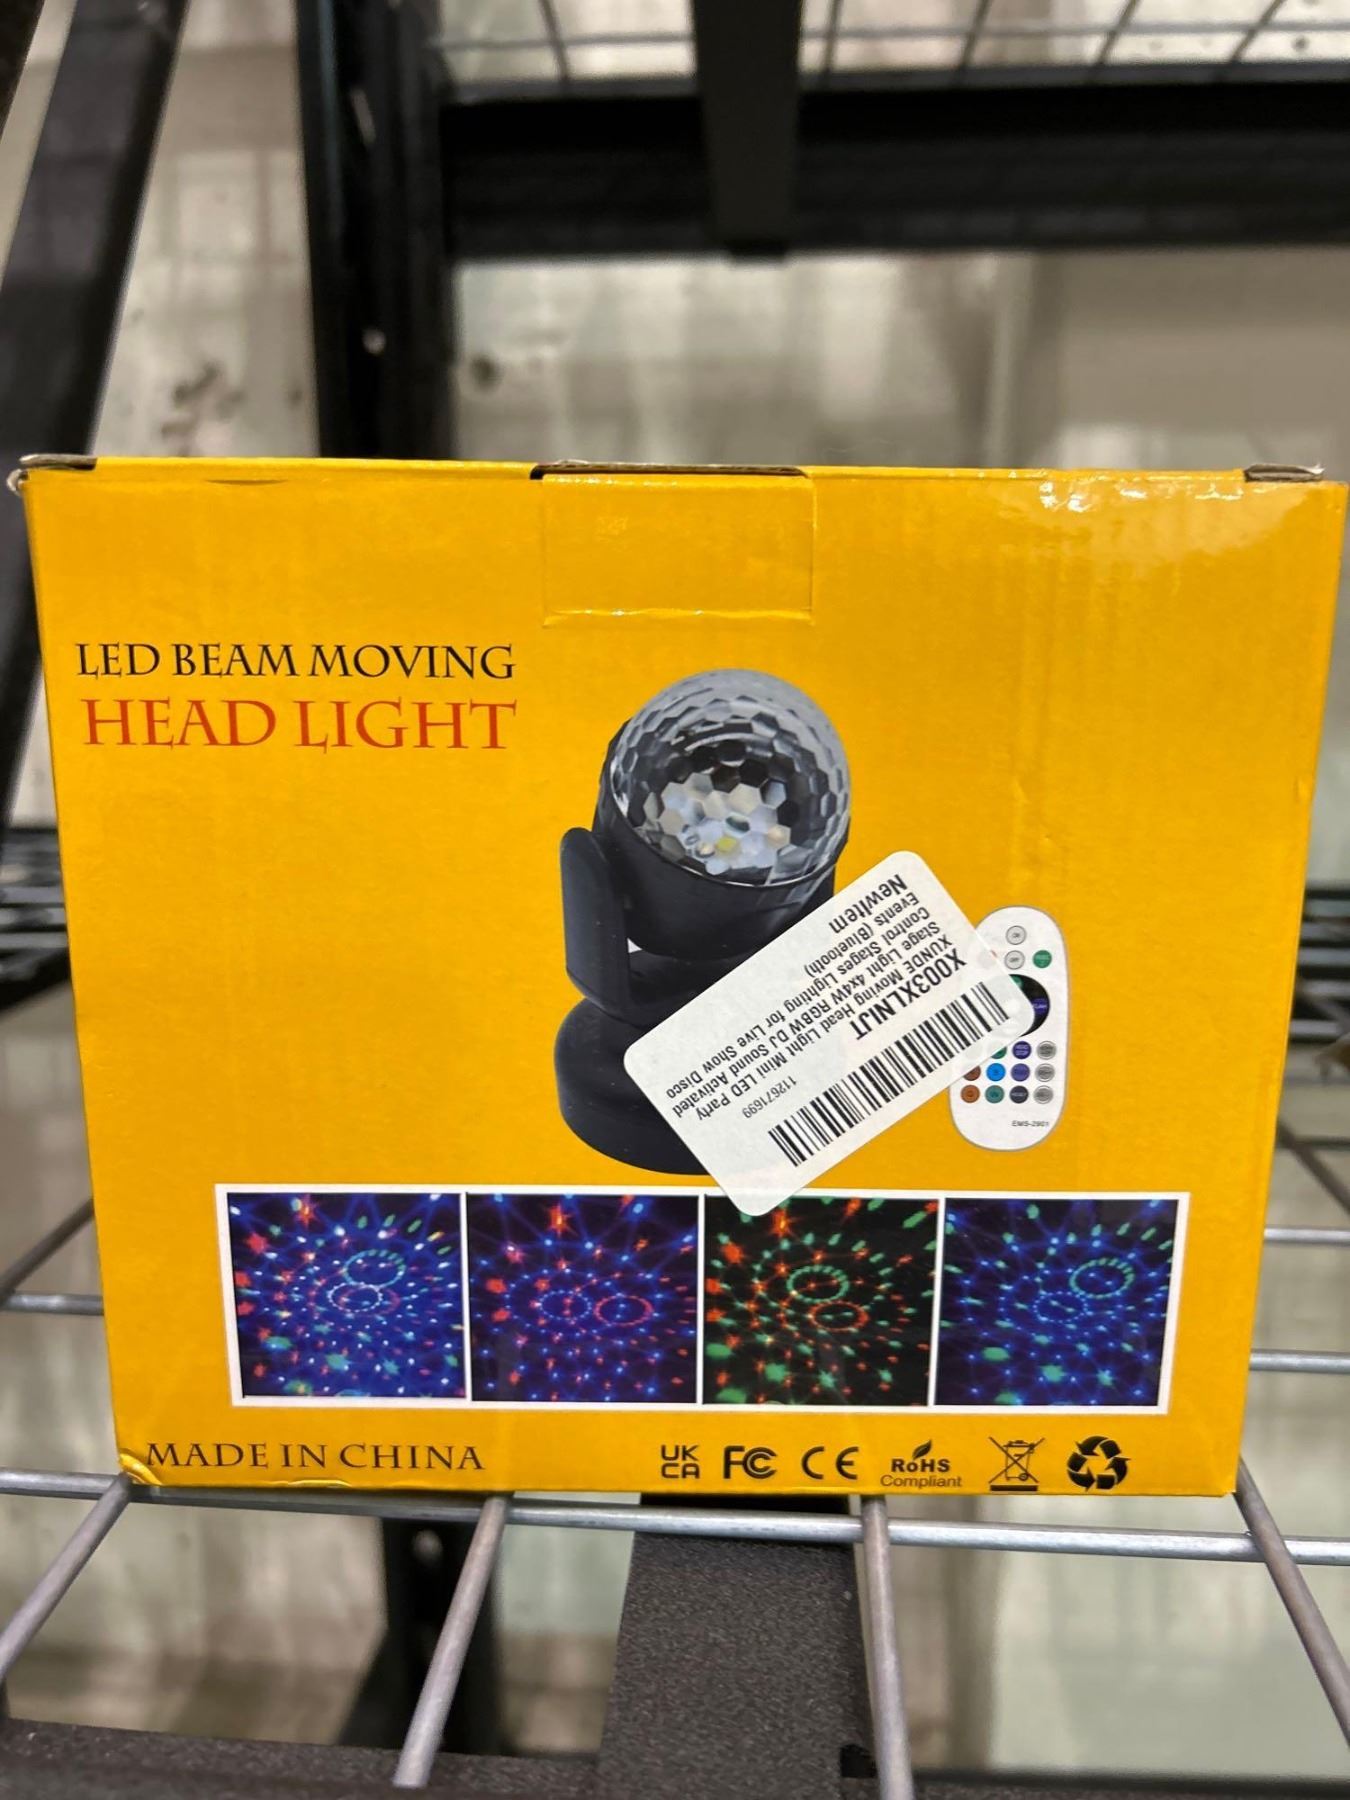 LED BEAM MOVING
HEAD LIGHT
X003XLNIJT
XUNDE Moving Head Light Mini LED Party
Stage Light 4x4W RGBW DJ Sound Activated
Control Stages Lighting for Live Show Disco
Events (Bluetooth)
NewItem
112671699
EMS-2901
MADE IN CHINA
UK
CA
FC
CE
RoHS
Compliant